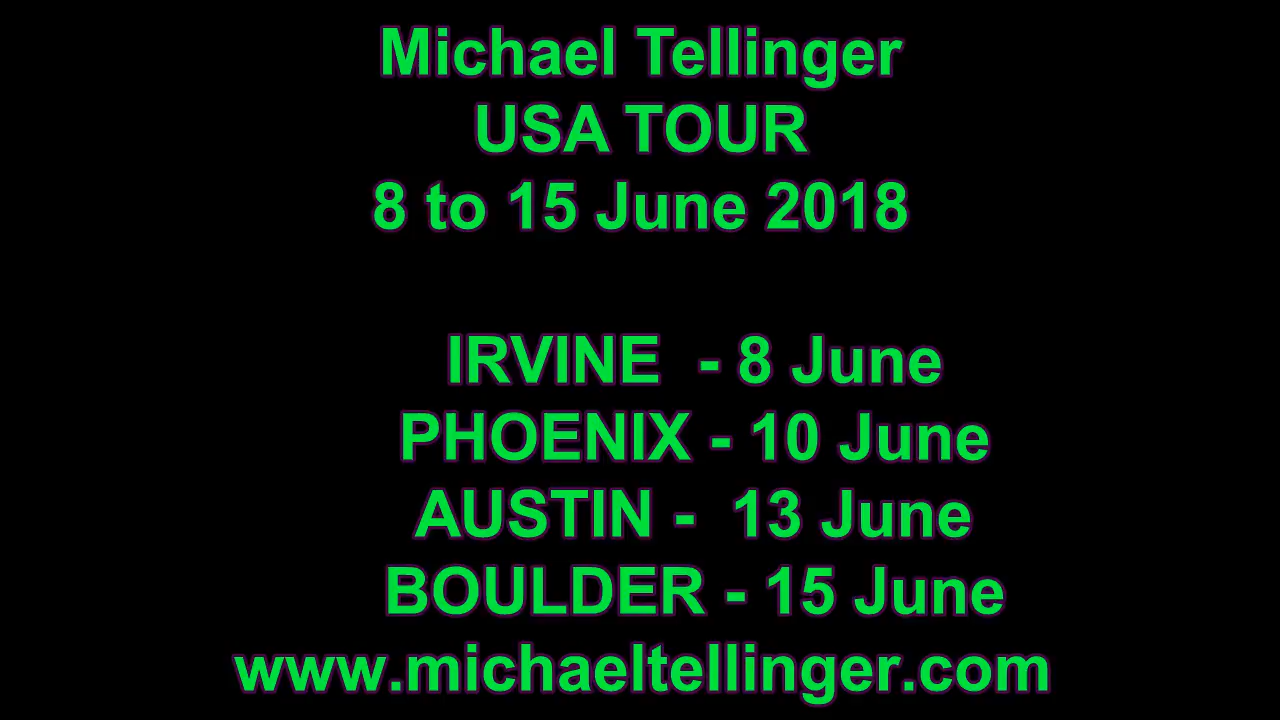 Michael Tellinger
USA TOUR
8 to 15 June 2018
IRVINE  - 8 June
PHOENIX - 10 June
AUSTIN -  13 June
BOULDER - 15 June
www.michaeltellinger.com